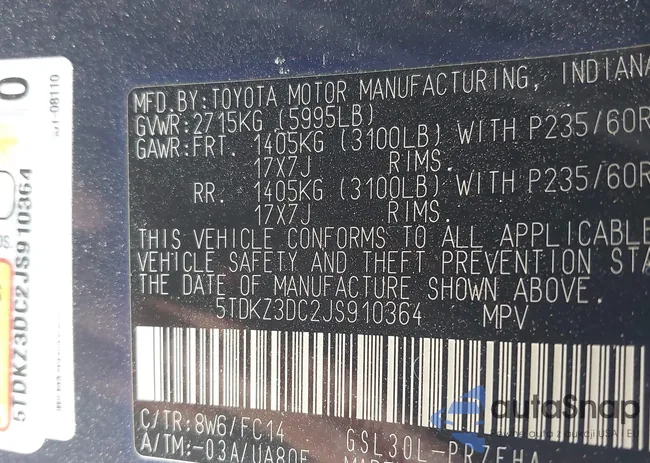 MFD.BY:TOYOTA MOTOR MANUFACTURING, INDIANA
GVWR:2715KG (5995LB)
GAWR:FRT. 1405KG (3100LB) WITH P235/60R
17X7J RIMS.
RR. 1405KG (3100LB) WITH P235/60R
17X7J RIMS.
THIS VEHICLE CONFORMS TO ALL APPLICABLE
VEHICLE SAFETY AND THEFT PREVENTION STA
THE DATE OF MANUFACTURE SHOWN ABOVE.
5TDKZ3DC2JS910364 MPV
C/TR:8W6/FC14
A/TM:-03A/UA80F GSL30L-PRZEHA
5TDKZ3DC2JS910364
autoSnap